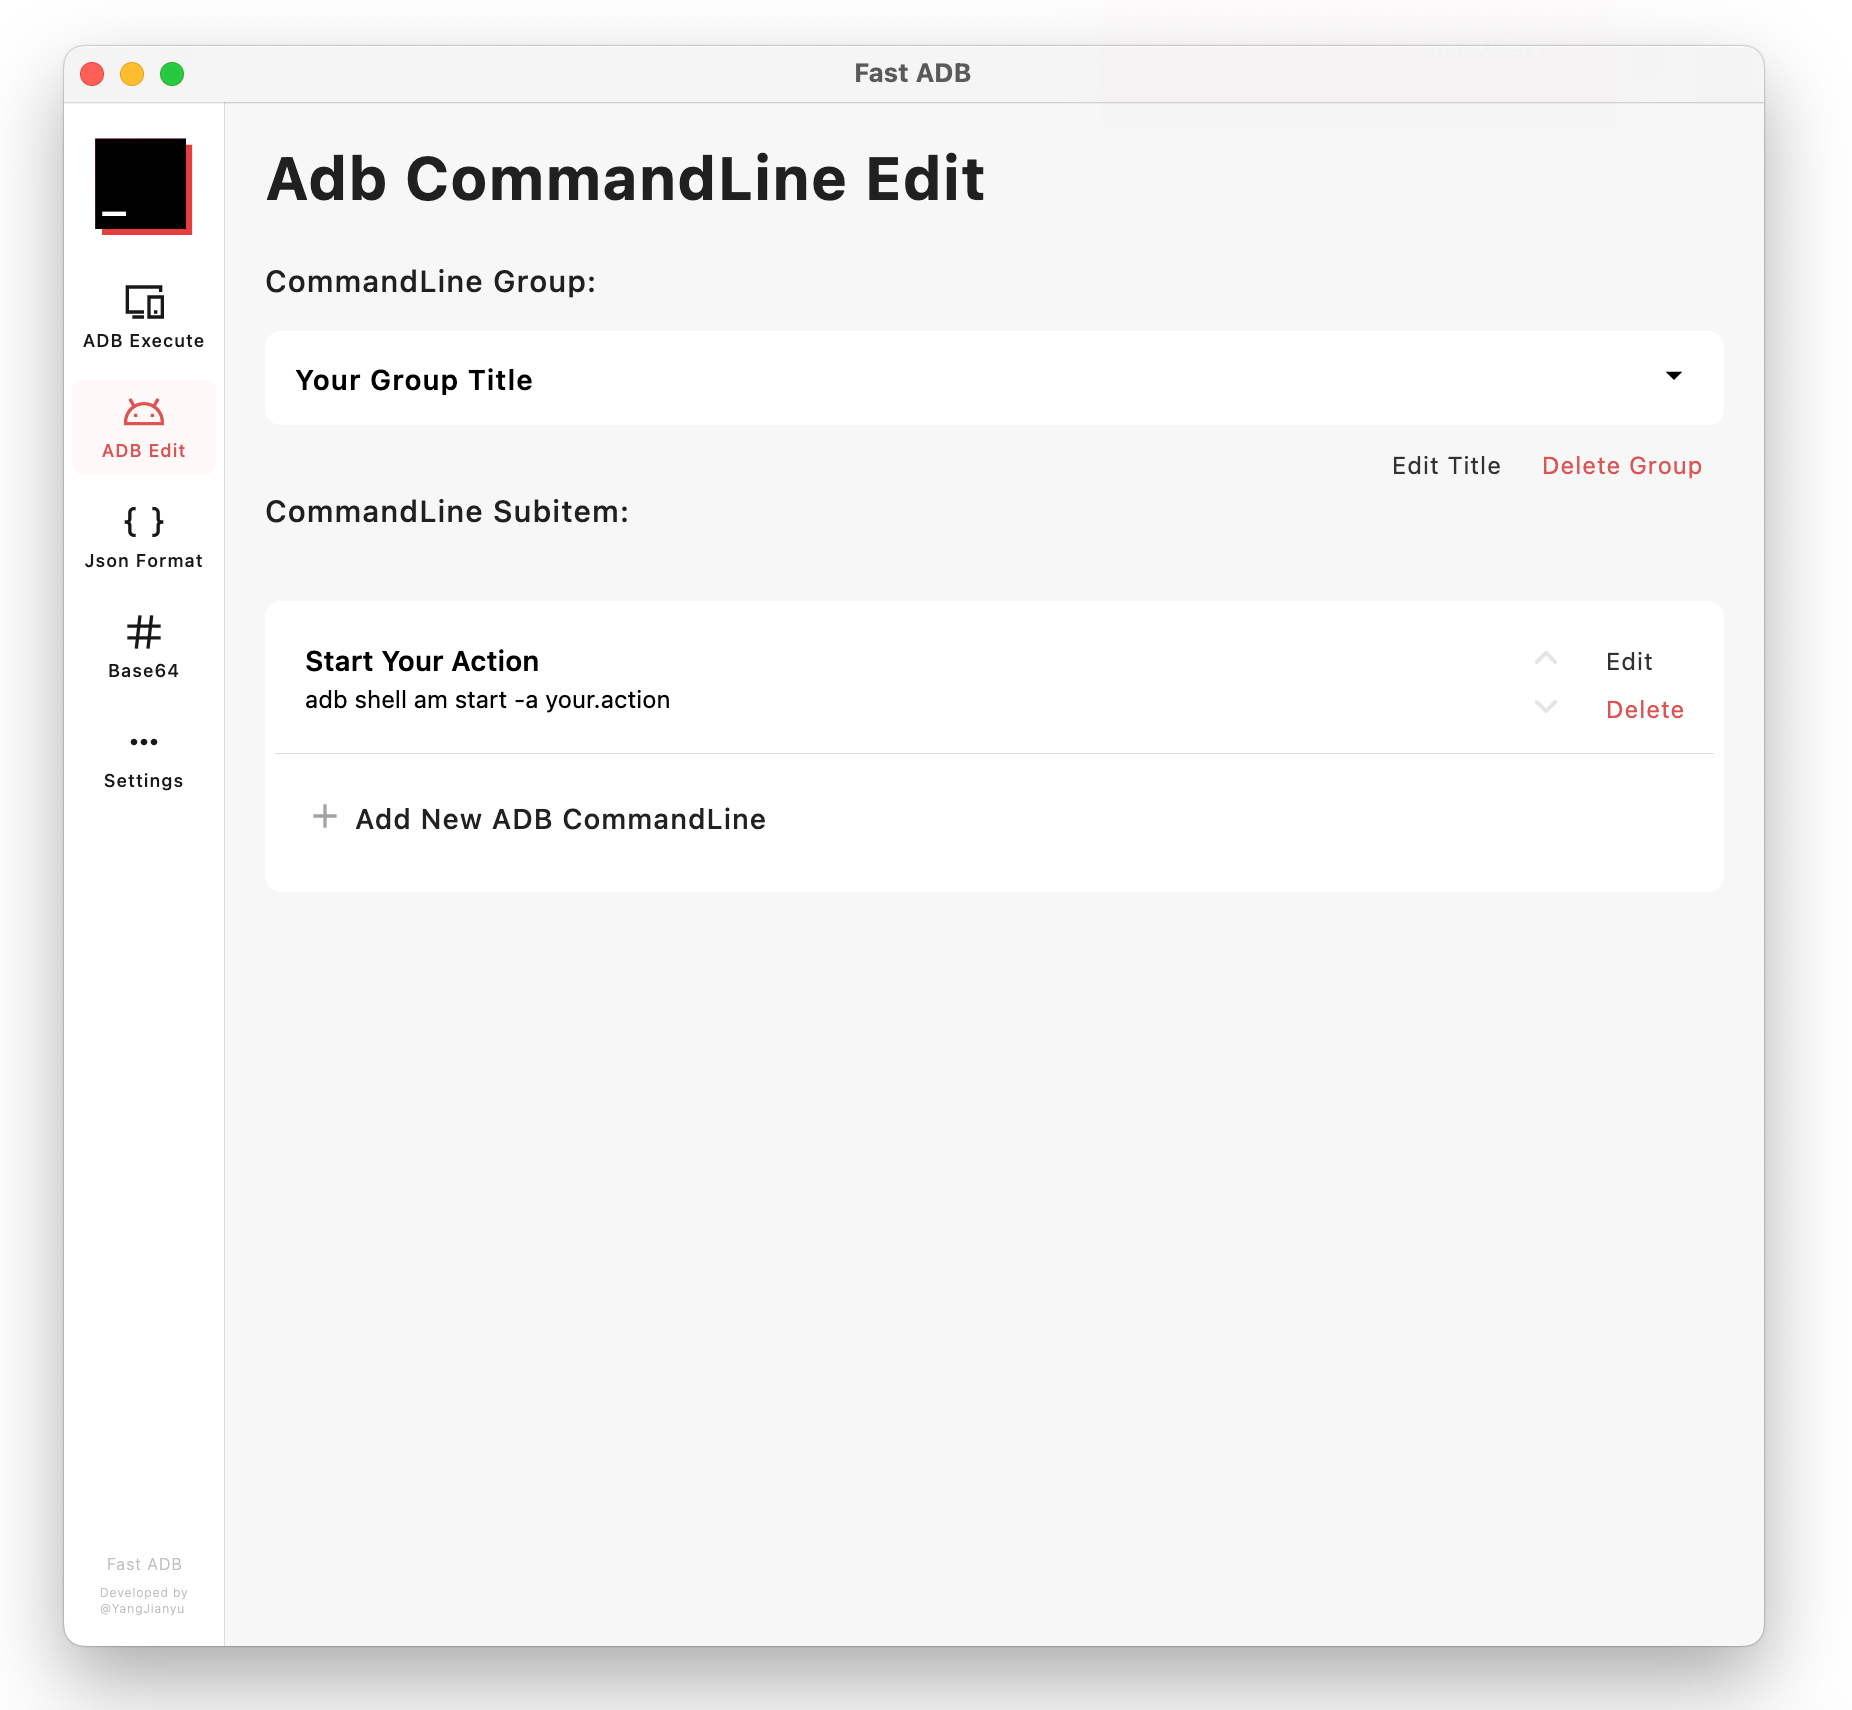 Fast ADB
ADB Execute
ADB Edit
{ }
Json Format
#
Base64
Settings
Fast ADB
Developed by
@YangJianyu
Adb CommandLine Edit
CommandLine Group:
Your Group Title
Edit Title Delete Group
CommandLine Subitem:
Start Your Action
adb shell am start -a your.action
Edit
Delete
Add New ADB CommandLine